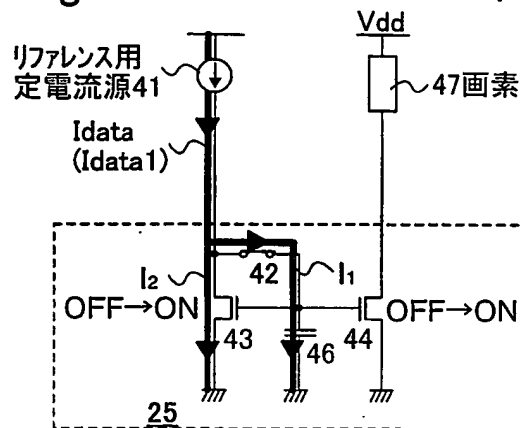 Vdd
リファレンス用
定電流源41
47画素
Idata
(Idata1)
42
I₂
I₁
OFF→ON
43
46
44
OFF→ON
25